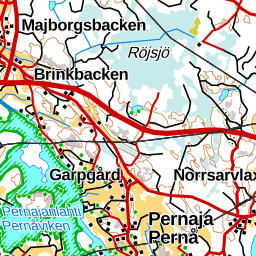 Majborgsbacken
Röjsjö
Brinkbacken
Garpgård
Norrsarvlax
Pernajanlahti
Pernåviken
Pernaja
Pernå